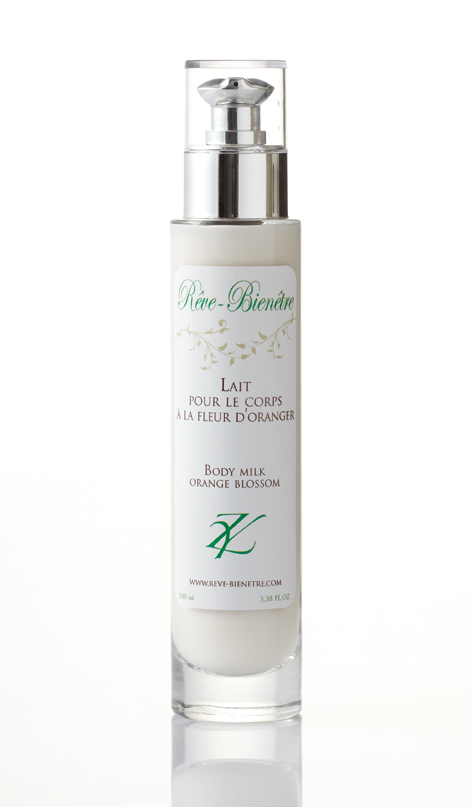 Rêve-Bienêtre
LAIT
POUR LE CORPS
À LA FLEUR D'ORANGER
BODY MILK
ORANGE BLOSSOM
WWW.REVE-BIENETRE.COM
100 ml 3.38 FL.OZ.